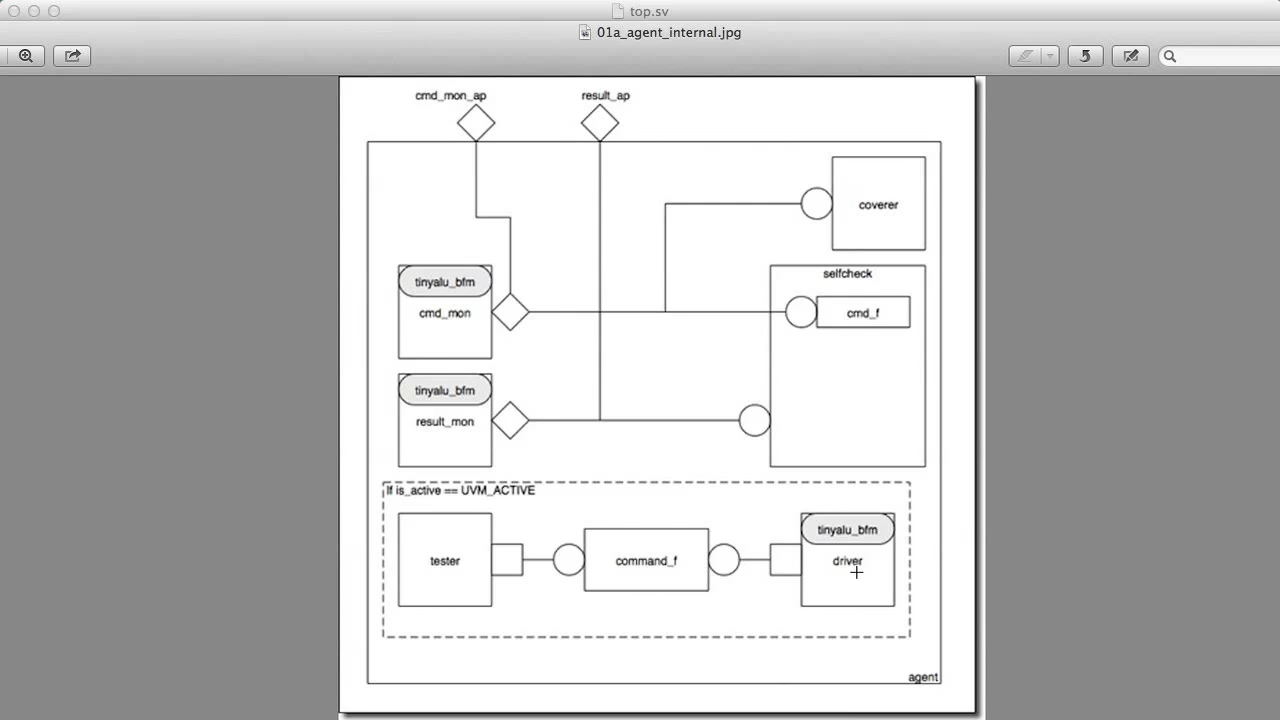 top.sv
01a_agent_internal.jpg
cmd_mon_ap
result_ap
coverer
tinyalu_bfm
cmd_mon
selfcheck
cmd_f
tinyalu_bfm
result_mon
If is_active == UVM_ACTIVE
tester
command_f
tinyalu_bfm
driver
agent